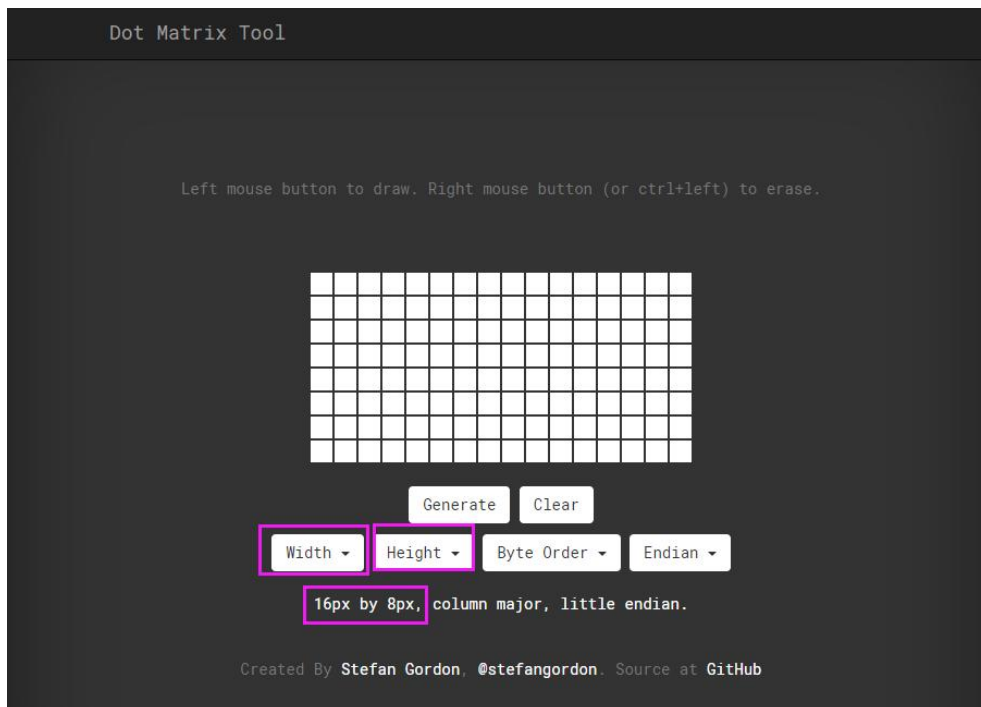 Dot Matrix Tool
Left mouse button to draw. Right mouse button (or ctrl+left) to erase.
Generate Clear
Width Height Byte Order Endian
16px by 8px, column major, little endian.
Created By Stefan Gordon, @stefangordon. Source at GitHub